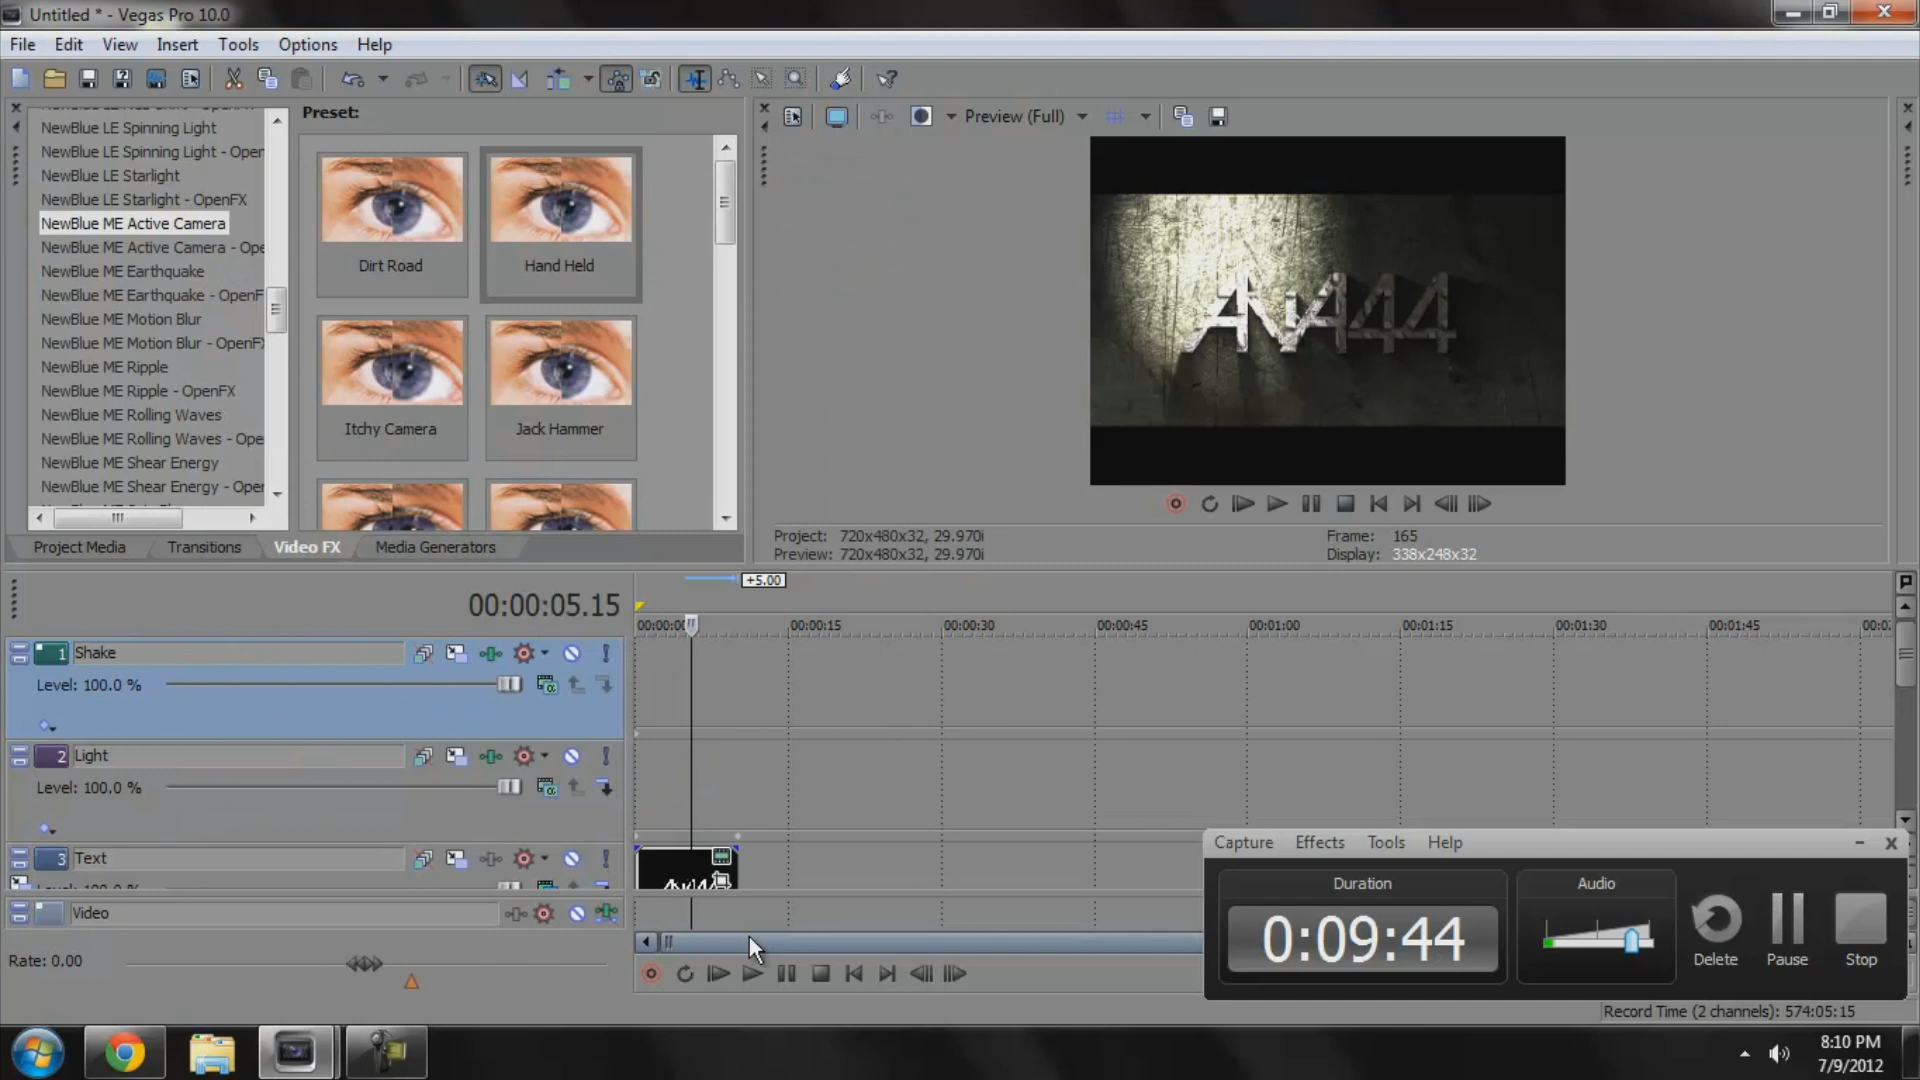 Untitled * - Vegas Pro 10.0
File Edit View Insert Tools Options Help
Preset:
Preview (Full)
NewBlue LE Spinning Light
NewBlue LE Spinning Light - Open
NewBlue LE Starlight
NewBlue LE Starlight - OpenFX
NewBlue ME Active Camera
NewBlue ME Active Camera - Ope
NewBlue ME Earthquake
NewBlue ME Earthquake - OpenF
NewBlue ME Motion Blur
NewBlue ME Motion Blur - OpenF
NewBlue ME Ripple
NewBlue ME Ripple - OpenFX
NewBlue ME Rolling Waves
NewBlue ME Rolling Waves - Ope
NewBlue ME Shear Energy
NewBlue ME Shear Energy - Oper
Dirt Road
Hand Held
Itchy Camera
Jack Hammer
Project Media Transitions Video FX Media Generators
Project: 720x480x32, 29.970i
Preview: 720x480x32, 29.970i
Frame: 165
Display: 338x248x32
+5.00
00:00:05.15
00:00:00 00:00:15 00:00:30 00:00:45 00:01:00 00:01:15 00:01:30 00:01:45 00:0
1 Shake
Level: 100.0 %
2 Light
Level: 100.0 %
3 Text
Video
Rate: 0.00
Capture Effects Tools Help
Duration
0:09:44
Audio
Delete
Pause
Stop
Record Time (2 channels): 574:05:15
8:10 PM
7/9/2012